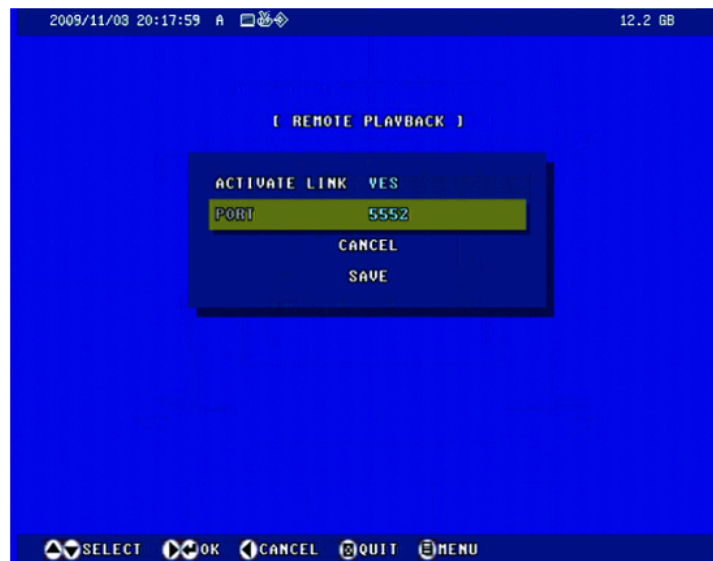 2009/11/03 20:17:59 A 12.2 GB
[ REMOTE PLAYBACK ]
ACTIVATE LINK YES
PORT 5552
CANCEL
SAVE
SELECT OK CANCEL QUIT MENU